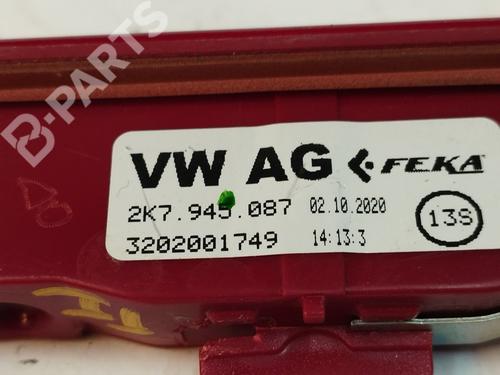 B-PARTS
VW AG FEKA
2K7.945.087 02.10.2020
13S
3202001749 14:13:3